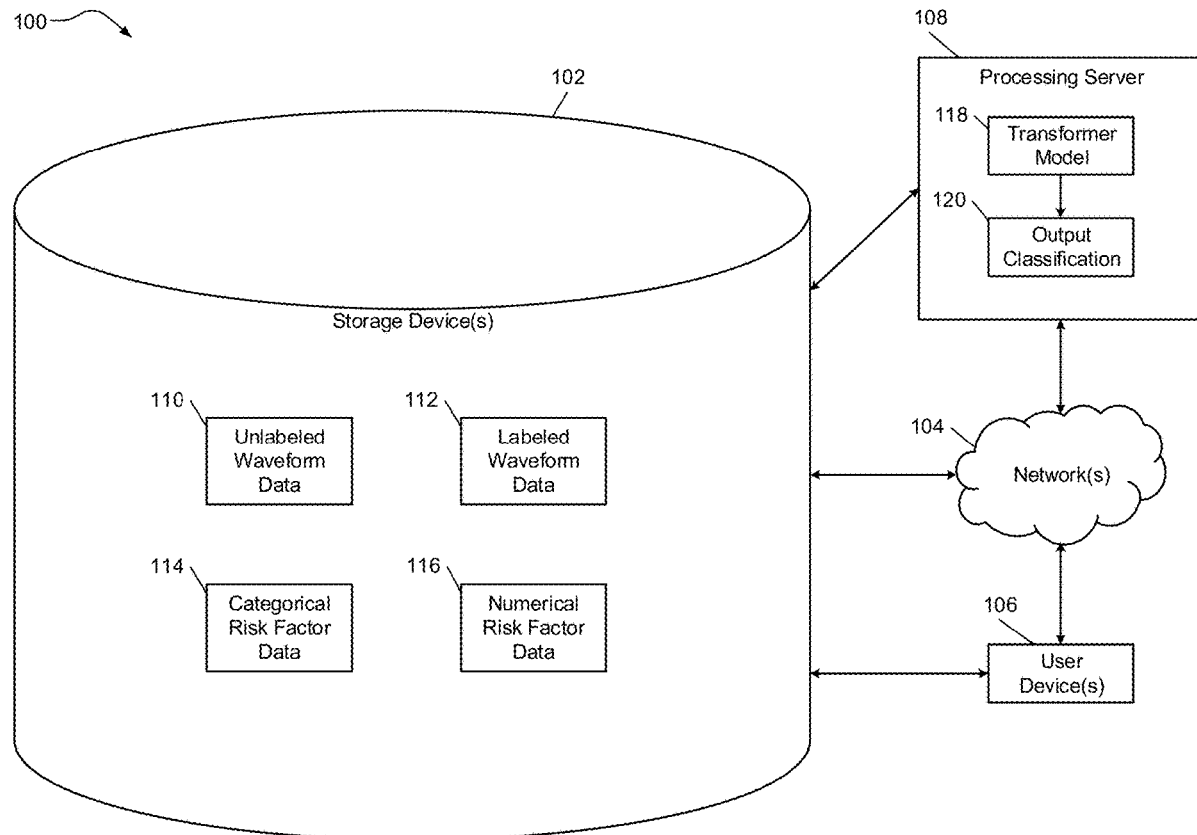 100
102
108
Processing Server
118
Transformer
Model
120
Output
Classification
Storage Device(s)
110
Unlabeled
Waveform
Data
112
Labeled
Waveform
Data
104
Network(s)
114
Categorical
Risk Factor
Data
116
Numerical
Risk Factor
Data
106
User
Device(s)